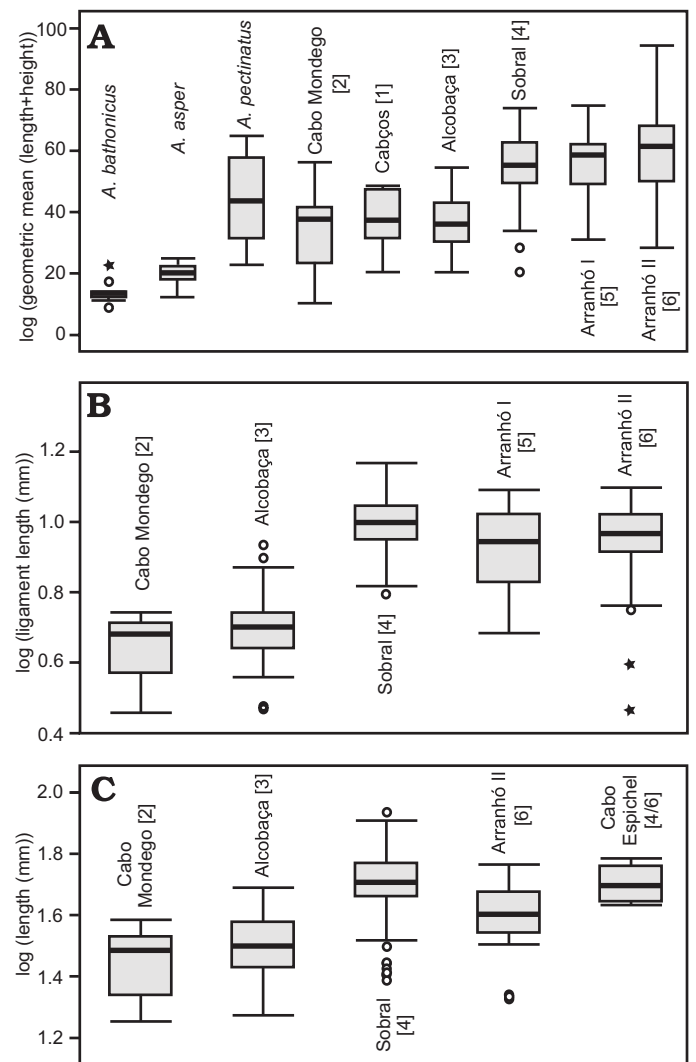 A
log (geometric mean (length+height))
100
80
60
40
20
0
A. bathonicus
A. asper
A. pectinatus
Cabo Mondego
[2]
Cabços [1]
Alcobaça [3]
Sobral [4]
Arranhó I
[5]
Arranhó II
[6]
B
log (ligament length (mm))
1.2
1.0
0.8
0.6
0.4
Cabo Mondego [2]
Alcobaça [3]
Sobral [4]
Arranhó I
[5]
Arranhó II
[6]
C
log (length (mm))
2.0
1.8
1.6
1.4
1.2
Cabo
Mondego [2]
Alcobaça [3]
Sobral
[4]
Arranhó II
[6]
Cabo
Espichel
[4/6]